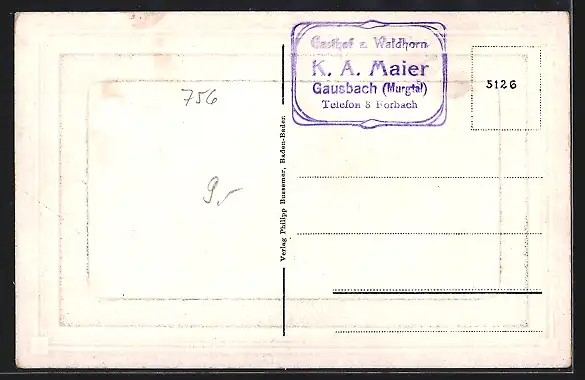 Gasthof z. Waldhorn
K. A. Maier
Gausbach (Murgtal)
Telefon 8 Forbach
5126
756
9,-
Verlag Philipp Bussemer, Baden-Baden.